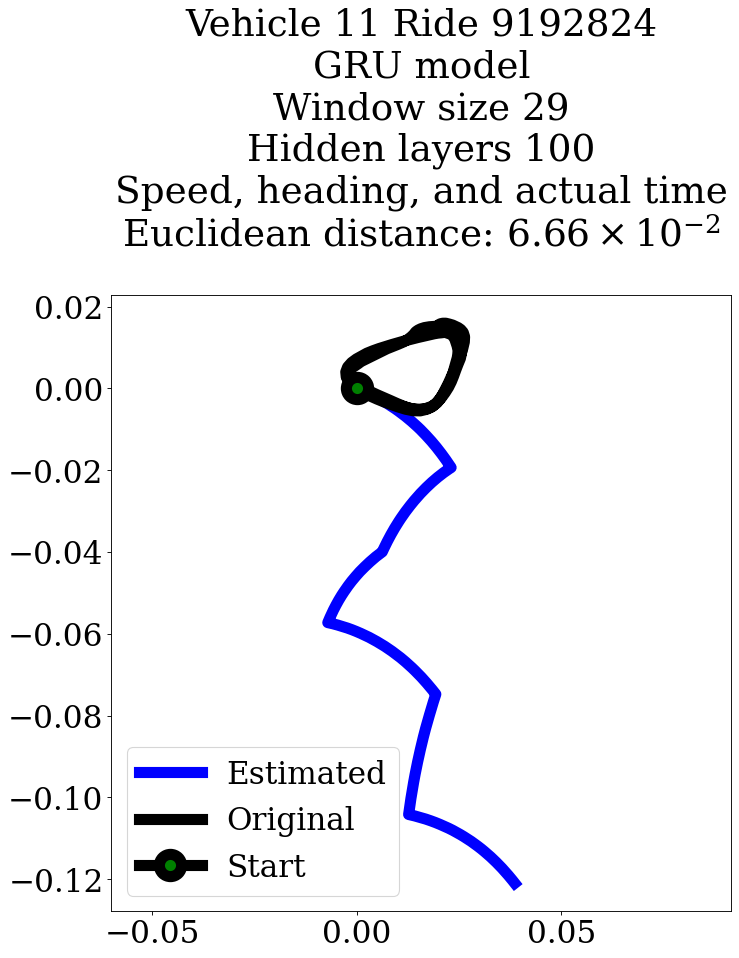 Vehicle 11 Ride 9192824
GRU model
Window size 29
Hidden layers 100
Speed, heading, and actual time
Euclidean distance: 6.66 × 10⁻²
0.02
0.00
−0.02
−0.04
−0.06
−0.08
−0.10
−0.12
Estimated
Original
Start
−0.05 0.00 0.05